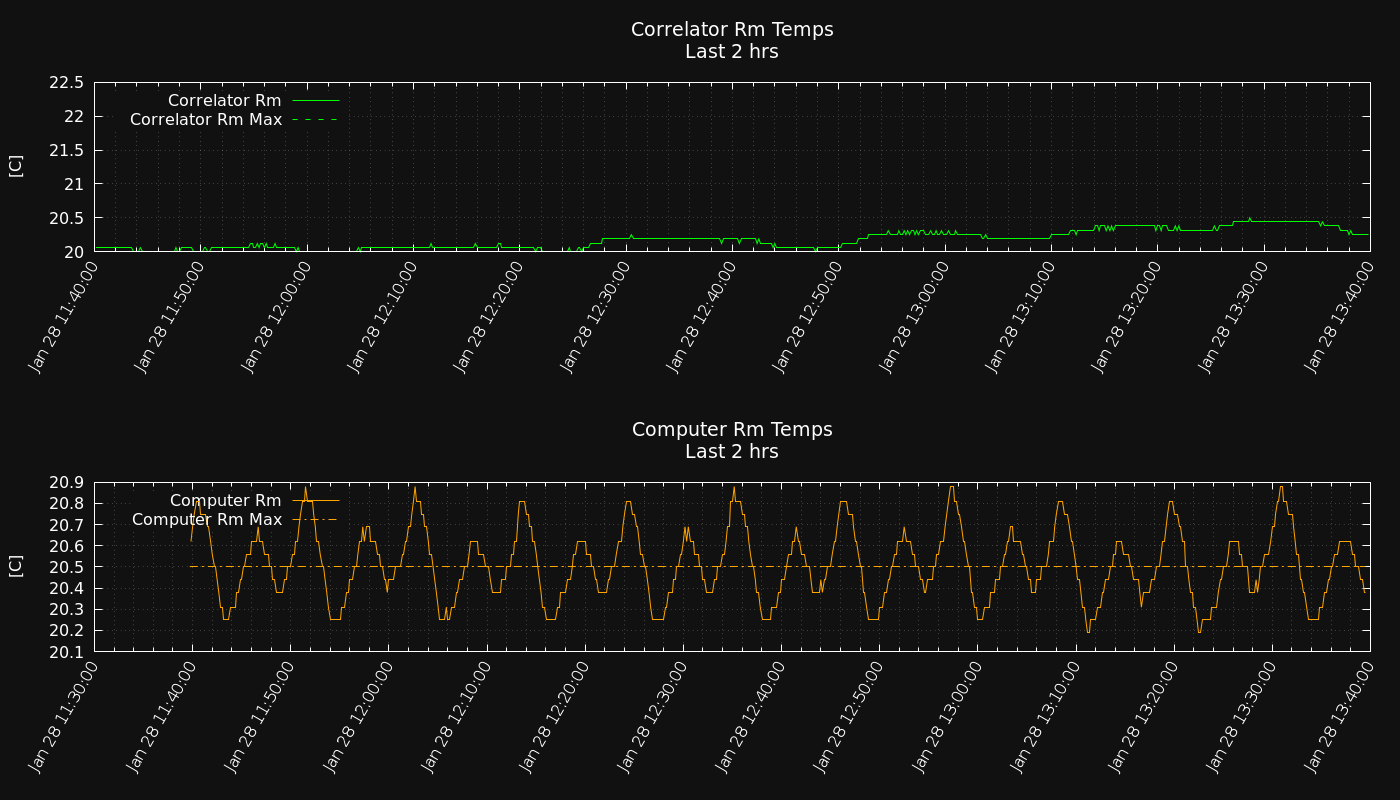 Correlator Rm Temps
Last 2 hrs
[C]
22.5
22
21.5
21
20.5
20
Correlator Rm
Correlator Rm Max
Jan 28 11:40:00
Jan 28 11:50:00
Jan 28 12:00:00
Jan 28 12:10:00
Jan 28 12:20:00
Jan 28 12:30:00
Jan 28 12:40:00
Jan 28 12:50:00
Jan 28 13:00:00
Jan 28 13:10:00
Jan 28 13:20:00
Jan 28 13:30:00
Jan 28 13:40:00
Computer Rm Temps
Last 2 hrs
[C]
20.9
20.8
20.7
20.6
20.5
20.4
20.3
20.2
20.1
Computer Rm
Computer Rm Max
Jan 28 11:30:00
Jan 28 11:40:00
Jan 28 11:50:00
Jan 28 12:00:00
Jan 28 12:10:00
Jan 28 12:20:00
Jan 28 12:30:00
Jan 28 12:40:00
Jan 28 12:50:00
Jan 28 13:00:00
Jan 28 13:10:00
Jan 28 13:20:00
Jan 28 13:30:00
Jan 28 13:40:00